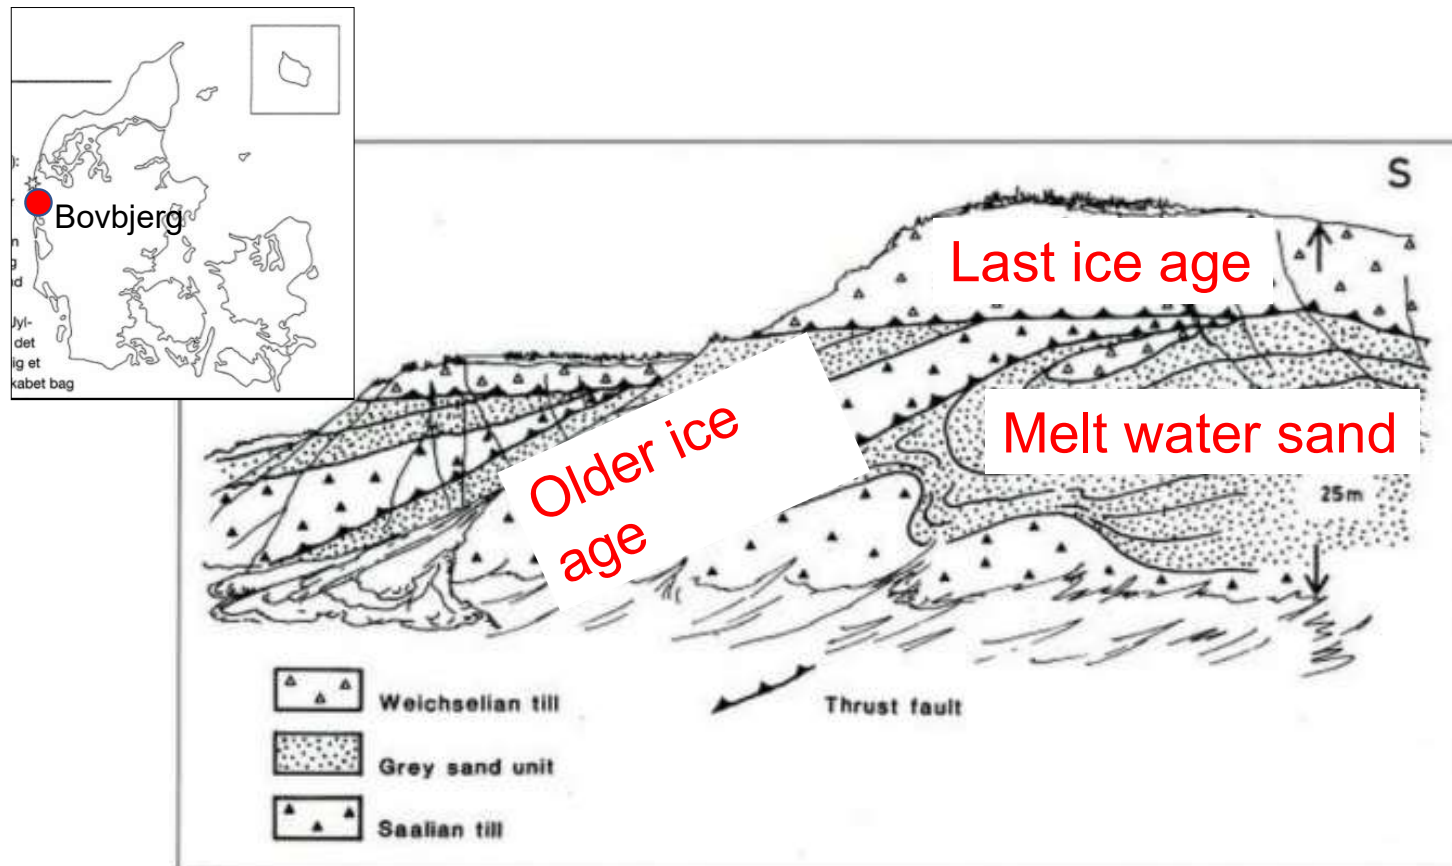 ):
Bovbjerg
n
g
nd
Jyl-
det
ig et
kabet bag
S
Last ice age
Older ice
age
Melt water sand
25m
Weichselian till
Thrust fault
Grey sand unit
Saalian till